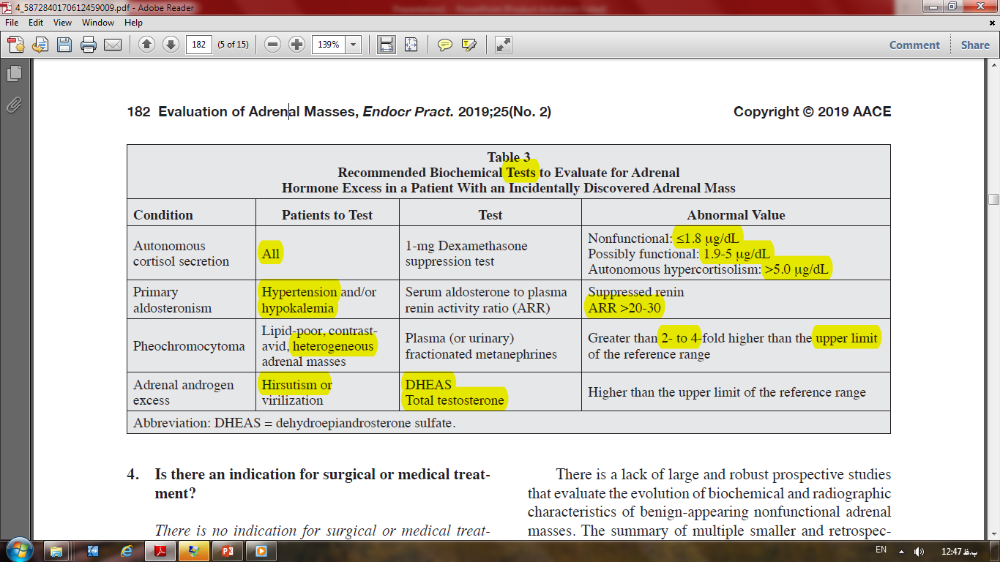 4_5872840170612459009.pdf - Adobe Reader
File Edit View Window Help
182 (5 of 15) 139% Comment Share
182 Evaluation of Adrenal Masses, Endocr Pract. 2019;25(No. 2) Copyright © 2019 AACE
Table 3
Recommended Biochemical Tests to Evaluate for Adrenal
Hormone Excess in a Patient With an Incidentally Discovered Adrenal Mass
Condition Patients to Test Test Abnormal Value
Autonomous
cortisol secretion
All
1-mg Dexamethasone
suppression test
Nonfunctional: ≤1.8 µg/dL
Possibly functional: 1.9-5 µg/dL
Autonomous hypercortisolism: >5.0 µg/dL
Primary
aldosteronism
Hypertension and/or
hypokalemia
Serum aldosterone to plasma
renin activity ratio (ARR)
Suppressed renin
ARR >20-30
Pheochromocytoma
Lipid-poor, contrast-
avid, heterogeneous
adrenal masses
Plasma (or urinary)
fractionated metanephrines
Greater than 2- to 4-fold higher than the upper limit
of the reference range
Adrenal androgen
excess
Hirsutism or
virilization
DHEAS
Total testosterone
Higher than the upper limit of the reference range
Abbreviation: DHEAS = dehydroepiandrosterone sulfate.
4. Is there an indication for surgical or medical treat-
ment?
There is no indication for surgical or medical treat-
There is a lack of large and robust prospective studies
that evaluate the evolution of biochemical and radiographic
characteristics of benign-appearing nonfunctional adrenal
masses. The summary of multiple smaller and retrospec-
KMP
EN
12:47 ب.ظ